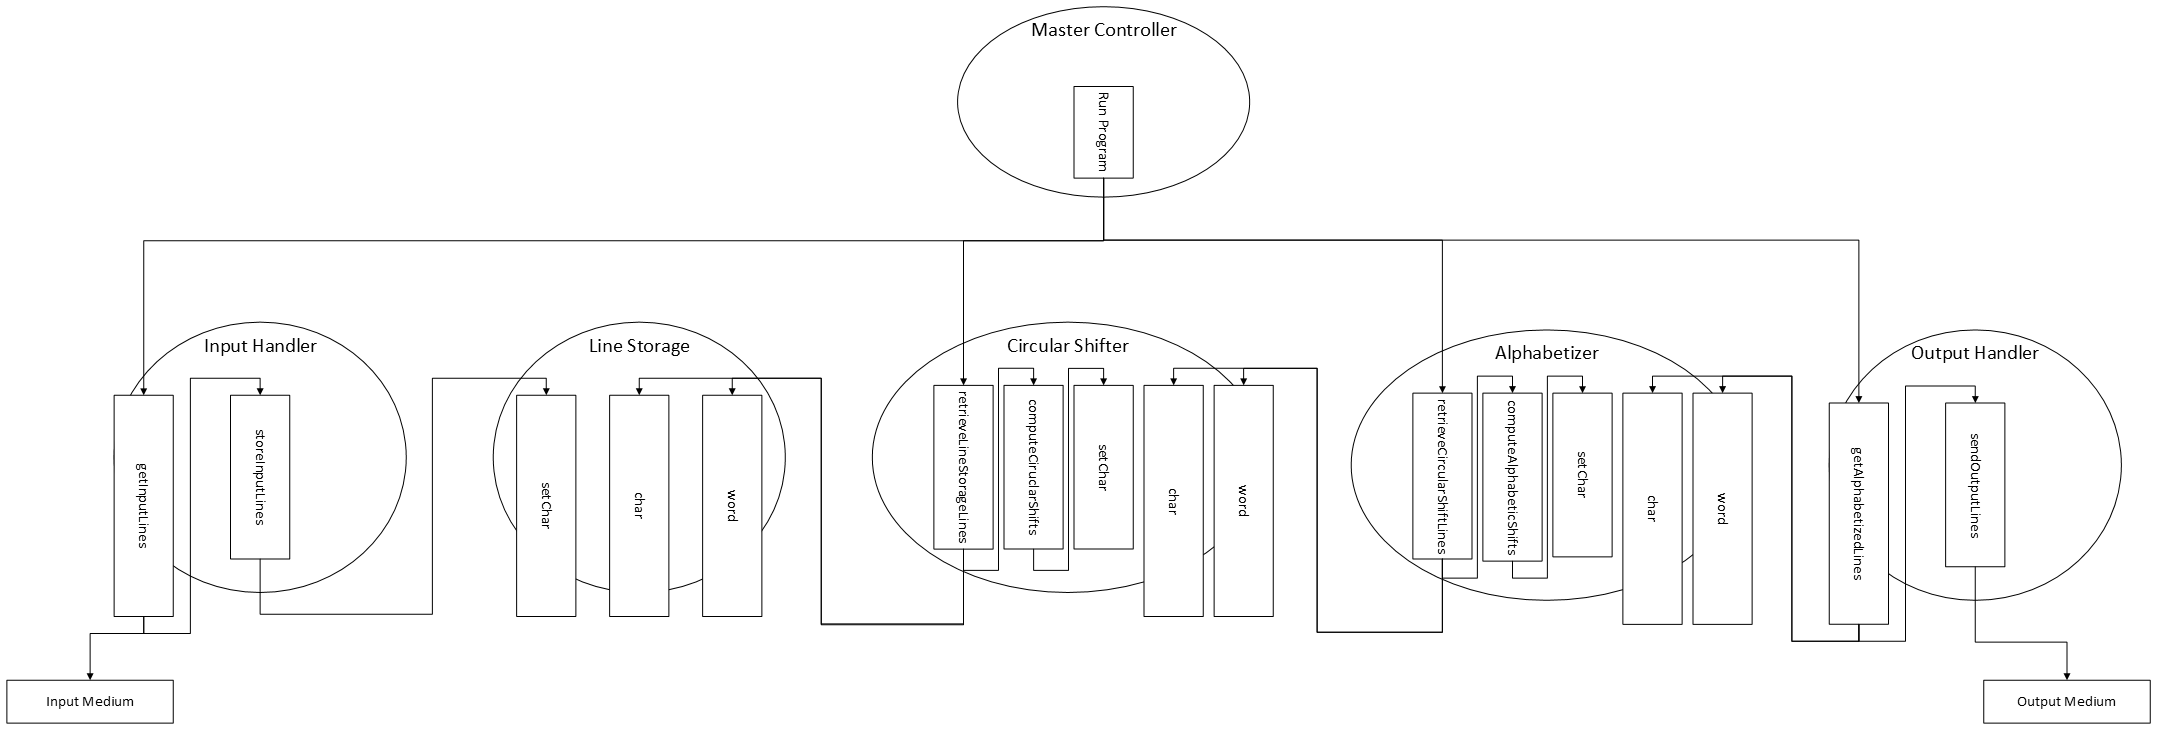 Master Controller
Run Program
Input Handler
Line Storage
Circular Shifter
Alphabetizer
Output Handler
getInputLines
storeInputLines
setChar
char
word
retrieveLineStorageLines
computeCiruclarShifts
setChar
char
word
retrieveCircularShiftLines
computeAlphabeticShifts
setChar
char
word
getAlphabetizedLines
sendOutputLines
Input Medium
Output Medium